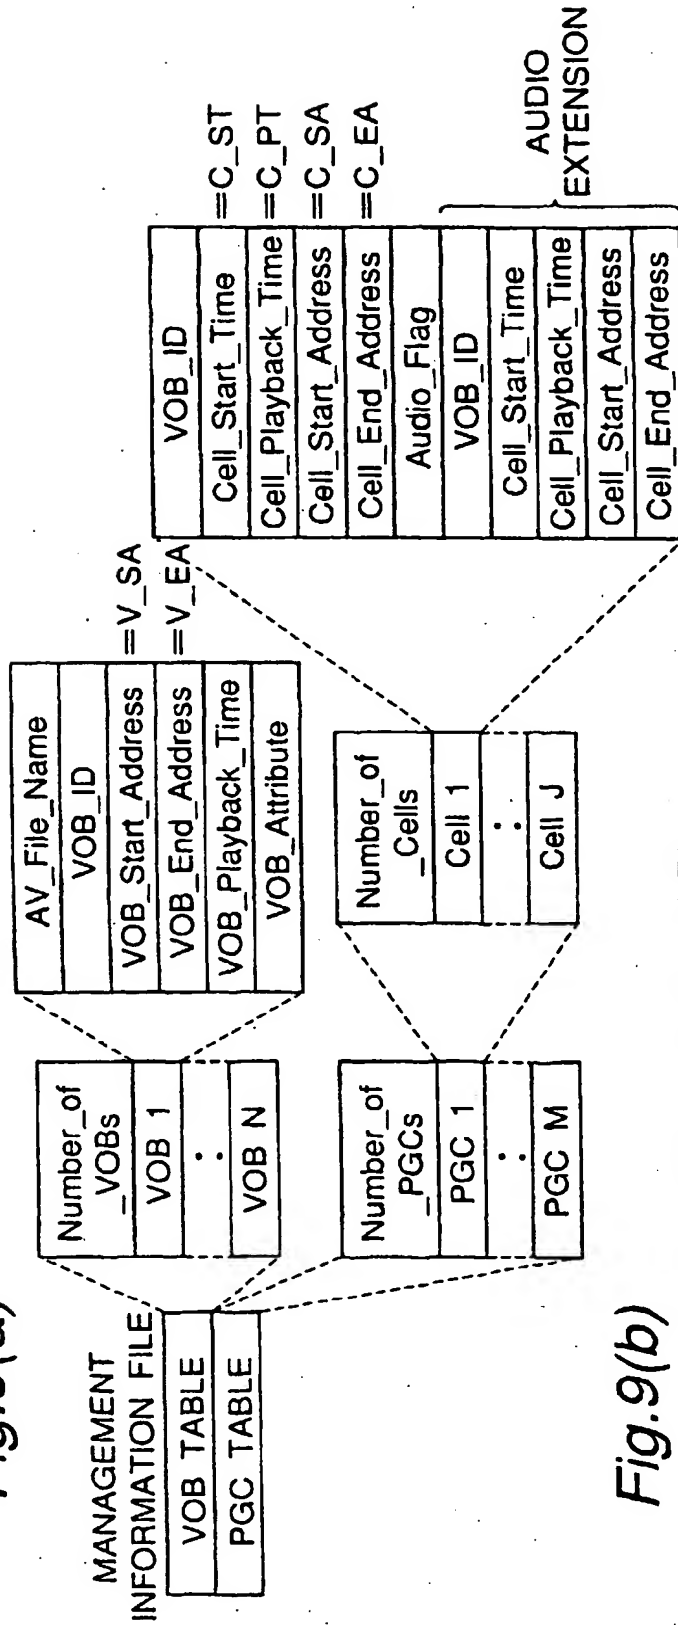 MANAGEMENT
INFORMATION FILE
VOB TABLE
PGC TABLE
Number_of
_VOBs
VOB 1
: 
VOB N
AV_File_Name
VOB_ID
VOB_Start_Address
=V_SA
VOB_End_Address
=V_EA
VOB_Playback_Time
VOB_Attribute
Number_of
_PGCs
PGC 1
:
PGC M
Number_of
_Cells
Cell 1
:
Cell J
VOB_ID
Cell_Start_Time
=C_ST
Cell_Playback_Time
=C_PT
Cell_Start_Address
=C_SA
Cell_End_Address
=C_EA
Audio_Flag
VOB_ID
Cell_Start_Time
Cell_Playback_Time
Cell_Start_Address
Cell_End_Address
AUDIO
EXTENSION
Fig.9(b)